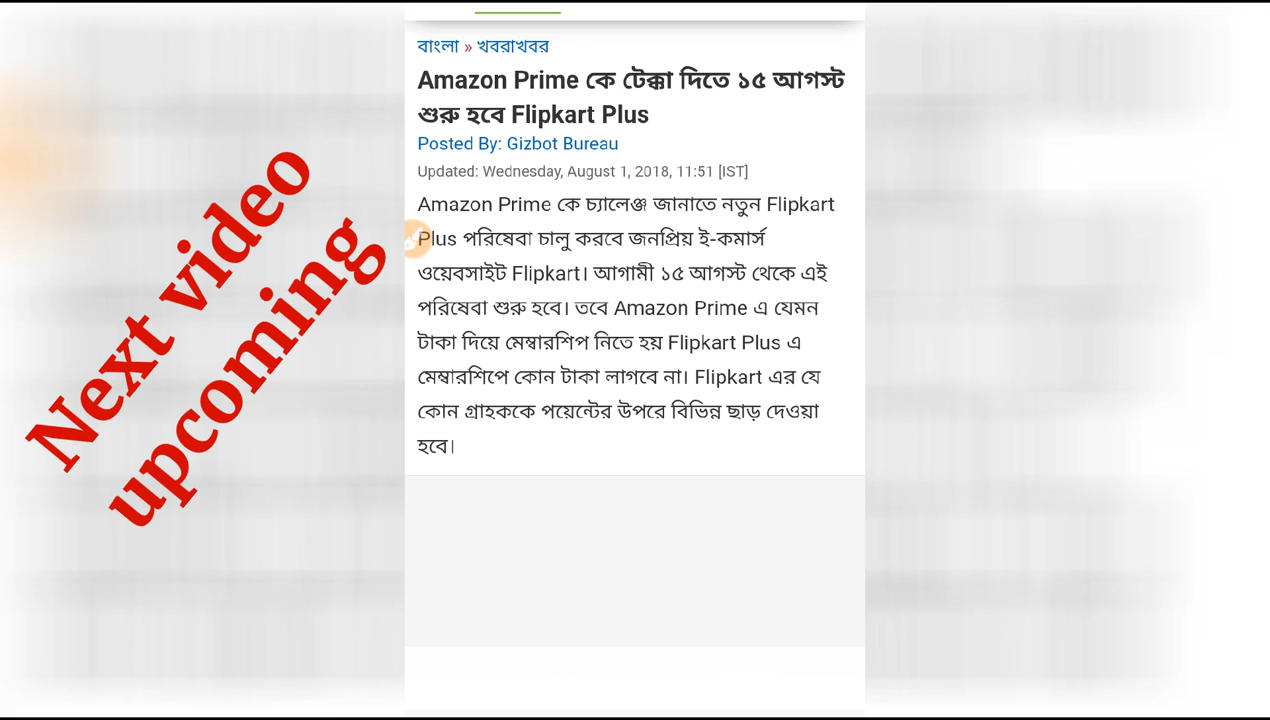 Next video
upcoming
বাংলা » খবরাখবর
Amazon Prime কে টেক্কা দিতে ১৫ আগস্ট
শুরু হবে Flipkart Plus
Posted By: Gizbot Bureau
Updated: Wednesday, August 1, 2018, 11:51 [IST]
Amazon Prime কে চ্যালেঞ্জ জানাতে নতুন Flipkart
Plus পরিষেবা চালু করবে জনপ্রিয় ই-কমার্স
ওয়েবসাইট Flipkart। আগামী ১৫ আগস্ট থেকে এই
পরিষেবা শুরু হবে। তবে Amazon Prime এ যেমন
টাকা দিয়ে মেম্বারশিপ নিতে হয় Flipkart Plus এ
মেম্বারশিপে কোন টাকা লাগবে না। Flipkart এর যে
কোন গ্রাহককে পয়েন্টের উপরে বিভিন্ন ছাড় দেওয়া
হবে।